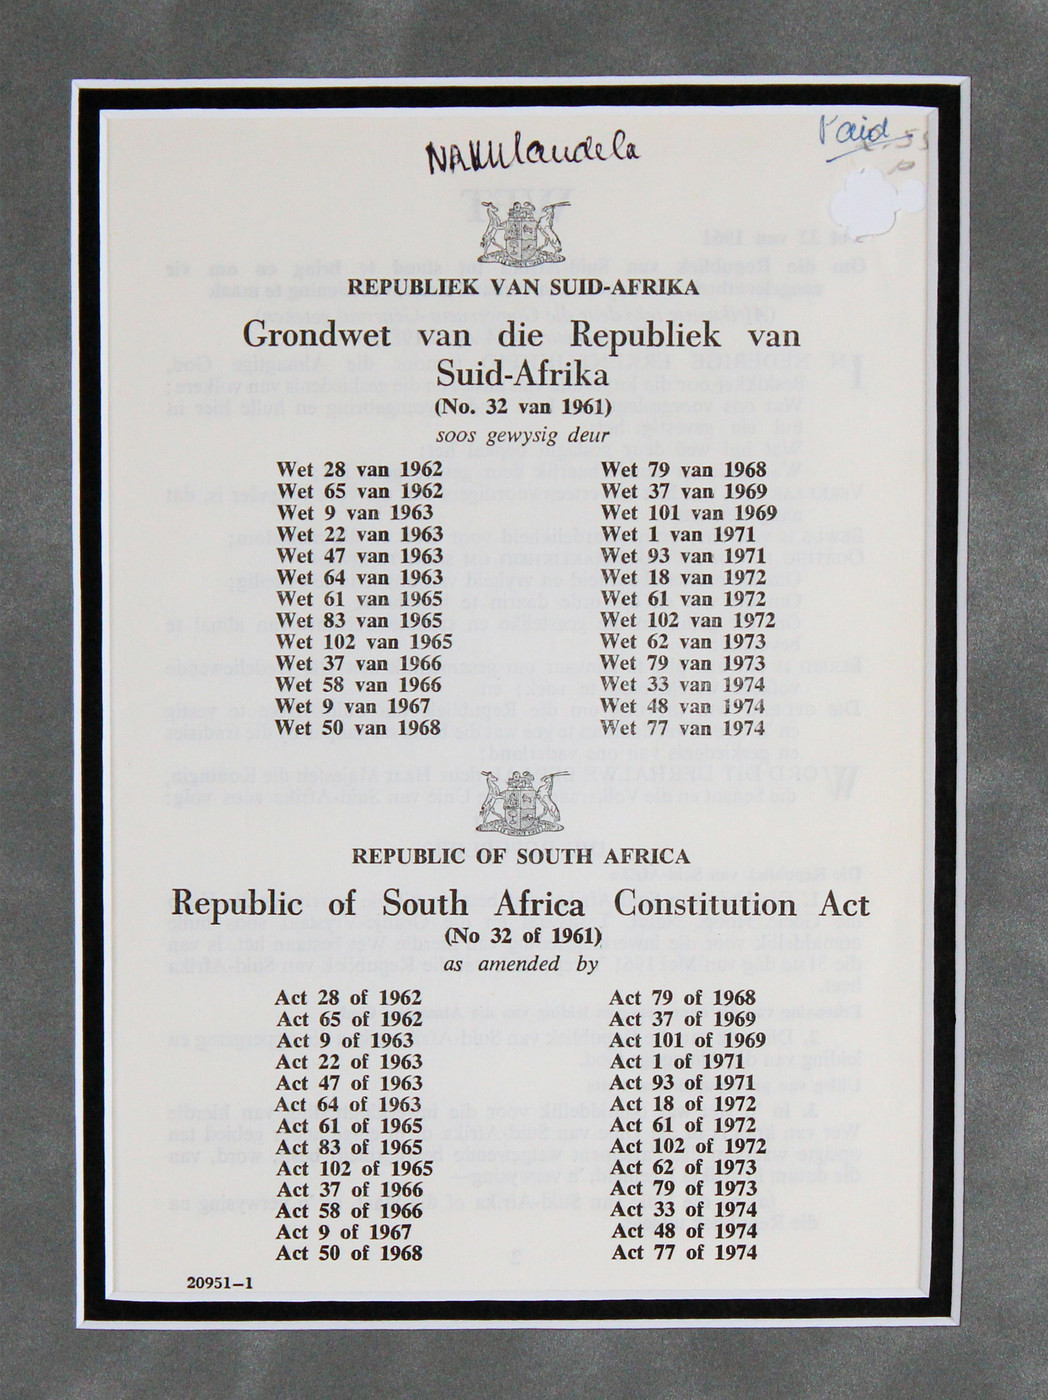 NAMandela
Paid
REPUBLIEK VAN SUID-AFRIKA
Grondwet van die Republiek van
Suid-Afrika
(No. 32 van 1961)
soos gewysig deur
Wet 28 van 1962
Wet 65 van 1962
Wet 9 van 1963
Wet 22 van 1963
Wet 47 van 1963
Wet 64 van 1963
Wet 61 van 1965
Wet 83 van 1965
Wet 102 van 1965
Wet 37 van 1966
Wet 58 van 1966
Wet 9 van 1967
Wet 50 van 1968
Wet 79 van 1968
Wet 37 van 1969
Wet 101 van 1969
Wet 1 van 1971
Wet 93 van 1971
Wet 18 van 1972
Wet 61 van 1972
Wet 102 van 1972
Wet 62 van 1973
Wet 79 van 1973
Wet 33 van 1974
Wet 48 van 1974
Wet 77 van 1974
REPUBLIC OF SOUTH AFRICA
Republic of South Africa Constitution Act
(No 32 of 1961)
as amended by
Act 28 of 1962
Act 65 of 1962
Act 9 of 1963
Act 22 of 1963
Act 47 of 1963
Act 64 of 1963
Act 61 of 1965
Act 83 of 1965
Act 102 of 1965
Act 37 of 1966
Act 58 of 1966
Act 9 of 1967
Act 50 of 1968
Act 79 of 1968
Act 37 of 1969
Act 101 of 1969
Act 1 of 1971
Act 93 of 1971
Act 18 of 1972
Act 61 of 1972
Act 102 of 1972
Act 62 of 1973
Act 79 of 1973
Act 33 of 1974
Act 48 of 1974
Act 77 of 1974
20951–1